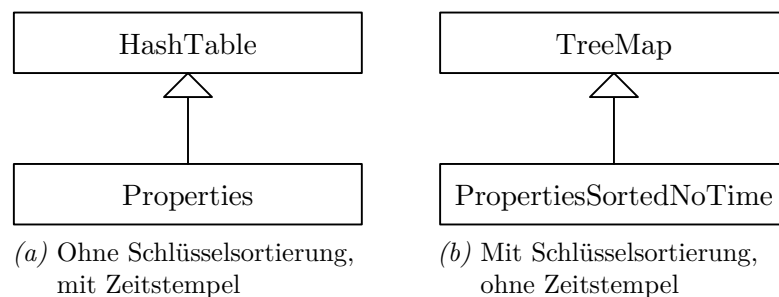 HashTable
Properties
(a) Ohne Schlüsselsortierung,
mit Zeitstempel
TreeMap
PropertiesSortedNoTime
(b) Mit Schlüsselsortierung,
ohne Zeitstempel